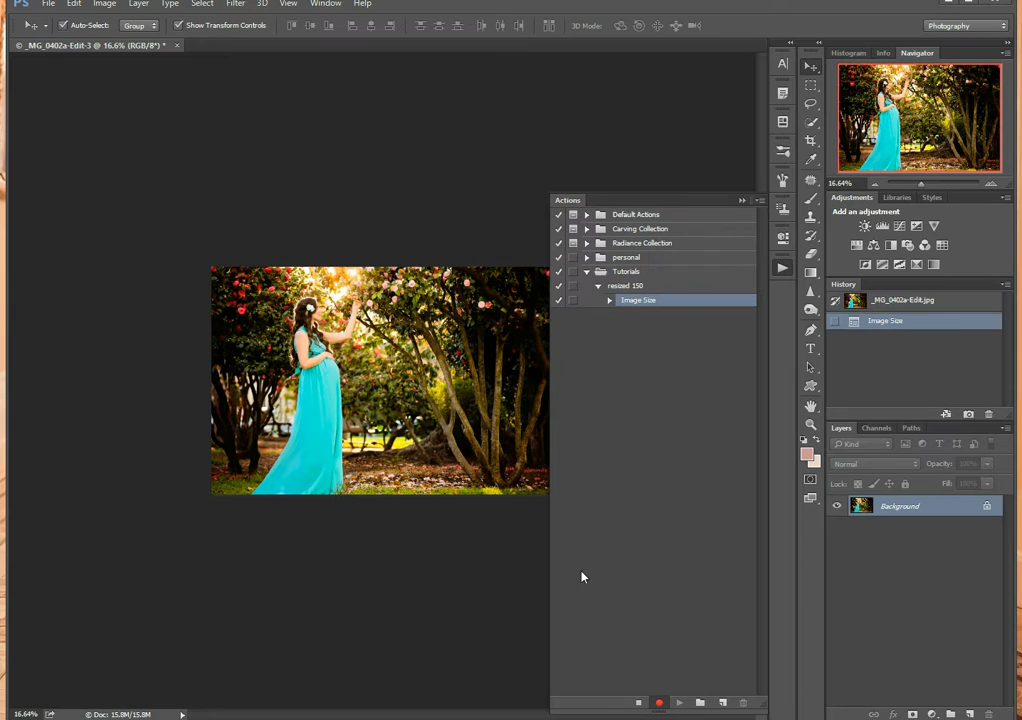 PS File Edit Image Layer Type Select Filter 3D View Window Help
Auto-Select: Group Show Transform Controls 3D Mode: Photography
© _MG_0402a-Edit-3 @ 16.6% (RGB/8*) * ×
Histogram Info Navigator
16.64%
Actions
Default Actions
Carving Collection
Radiance Collection
personal
Tutorials
resized 150
Image Size
Adjustments Libraries Styles
Add an adjustment
History
_MG_0402a-Edit.jpg
Image Size
Layers Channels Paths
Kind
Normal Opacity: 100%
Lock: Fill: 100%
Background
16.64% © Doc: 15.8M/15.8M